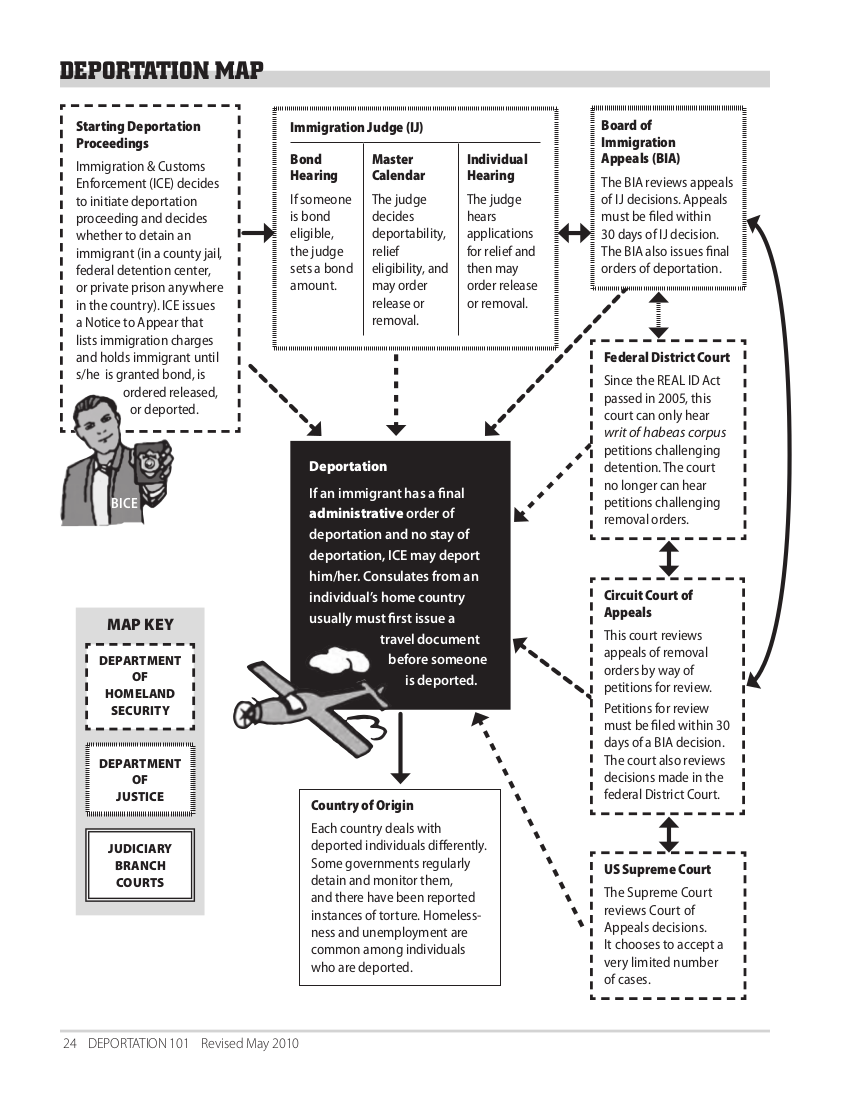 DEPORTATION MAP
Starting Deportation
Proceedings
Immigration & Customs
Enforcement (ICE) decides
to initiate deportation
proceeding and decides
whether to detain an
immigrant (in a county jail,
federal detention center,
or private prison anywhere
in the country). ICE issues
a Notice to Appear that
lists immigration charges
and holds immigrant until
s/he is granted bond, is
ordered released,
or deported.
BICE
Immigration Judge (IJ)
Bond
Hearing
If someone
is bond
eligible,
the judge
sets a bond
amount.
Master
Calendar
The judge
decides
deportability,
relief
eligibility, and
may order
release or
removal.
Individual
Hearing
The judge
hears
applications
for relief and
then may
order release
or removal.
Board of
Immigration
Appeals (BIA)
The BIA reviews appeals
of IJ decisions. Appeals
must be filed within
30 days of IJ decision.
The BIA also issues final
orders of deportation.
Federal District Court
Since the REAL ID Act
passed in 2005, this
court can only hear
writ of habeas corpus
petitions challenging
detention. The court
no longer can hear
petitions challenging
removal orders.
Deportation
If an immigrant has a final
administrative order of
deportation and no stay of
deportation, ICE may deport
him/her. Consulates from an
individual's home country
usually must first issue a
travel document
before someone
is deported.
Circuit Court of
Appeals
This court reviews
appeals of removal
orders by way of
petitions for review.
Petitions for review
must be filed within 30
days of a BIA decision.
The court also reviews
decisions made in the
federal District Court.
MAP KEY
DEPARTMENT
OF
HOMELAND
SECURITY
DEPARTMENT
OF
JUSTICE
JUDICIARY
BRANCH
COURTS
Country of Origin
Each country deals with
deported individuals differently.
Some governments regularly
detain and monitor them,
and there have been reported
instances of torture. Homeless-
ness and unemployment are
common among individuals
who are deported.
US Supreme Court
The Supreme Court
reviews Court of
Appeals decisions.
It chooses to accept a
very limited number
of cases.
24 DEPORTATION 101 Revised May 2010